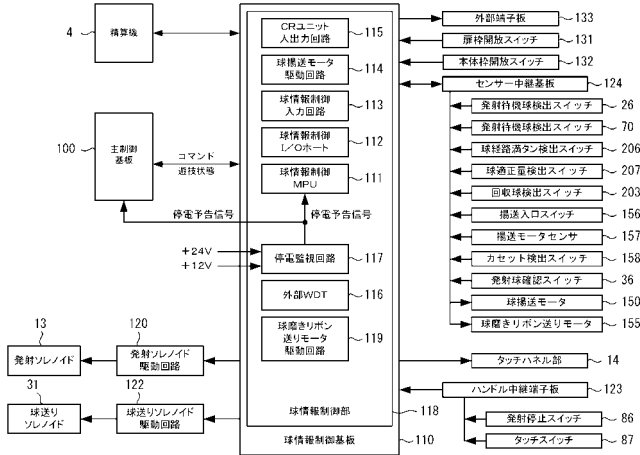 4
精算機
100
主制御
基板
コマンド
遊技状態
停電予告信号
停電予告信号
+24V
+12V
13
発射ソレノイド
120
発射ソレノイド
駆動回路
31
球送り
ソレノイド
122
球送りソレノイド
駆動回路
CRユニット
入出力回路
115
球揚送モータ
駆動回路
114
球情報制御
入力回路
113
球情報制御
I/Oポート
112
球情報制御
MPU
111
停電監視回路
117
外部WDT
116
球磨きリボン
送りモータ
駆動回路
119
球情報制御部
118
球情報制御基板
110
外部端子板
133
扉枠開放スイッチ
131
本体枠開放スイッチ
132
センサー中継基板
124
発射待機球検出スイッチ
26
発射待機球検出スイッチ
70
球経路満タン検出スイッチ
206
球適正量検出スイッチ
207
回収球検出スイッチ
203
揚送入口スイッチ
156
揚送モータセンサ
157
カセット検出スイッチ
158
発射球確認スイッチ
36
球揚送モータ
150
球磨きリボン送りモータ
155
タッチパネル部
14
ハンドル中継端子板
123
発射停止スイッチ
86
タッチスイッチ
87